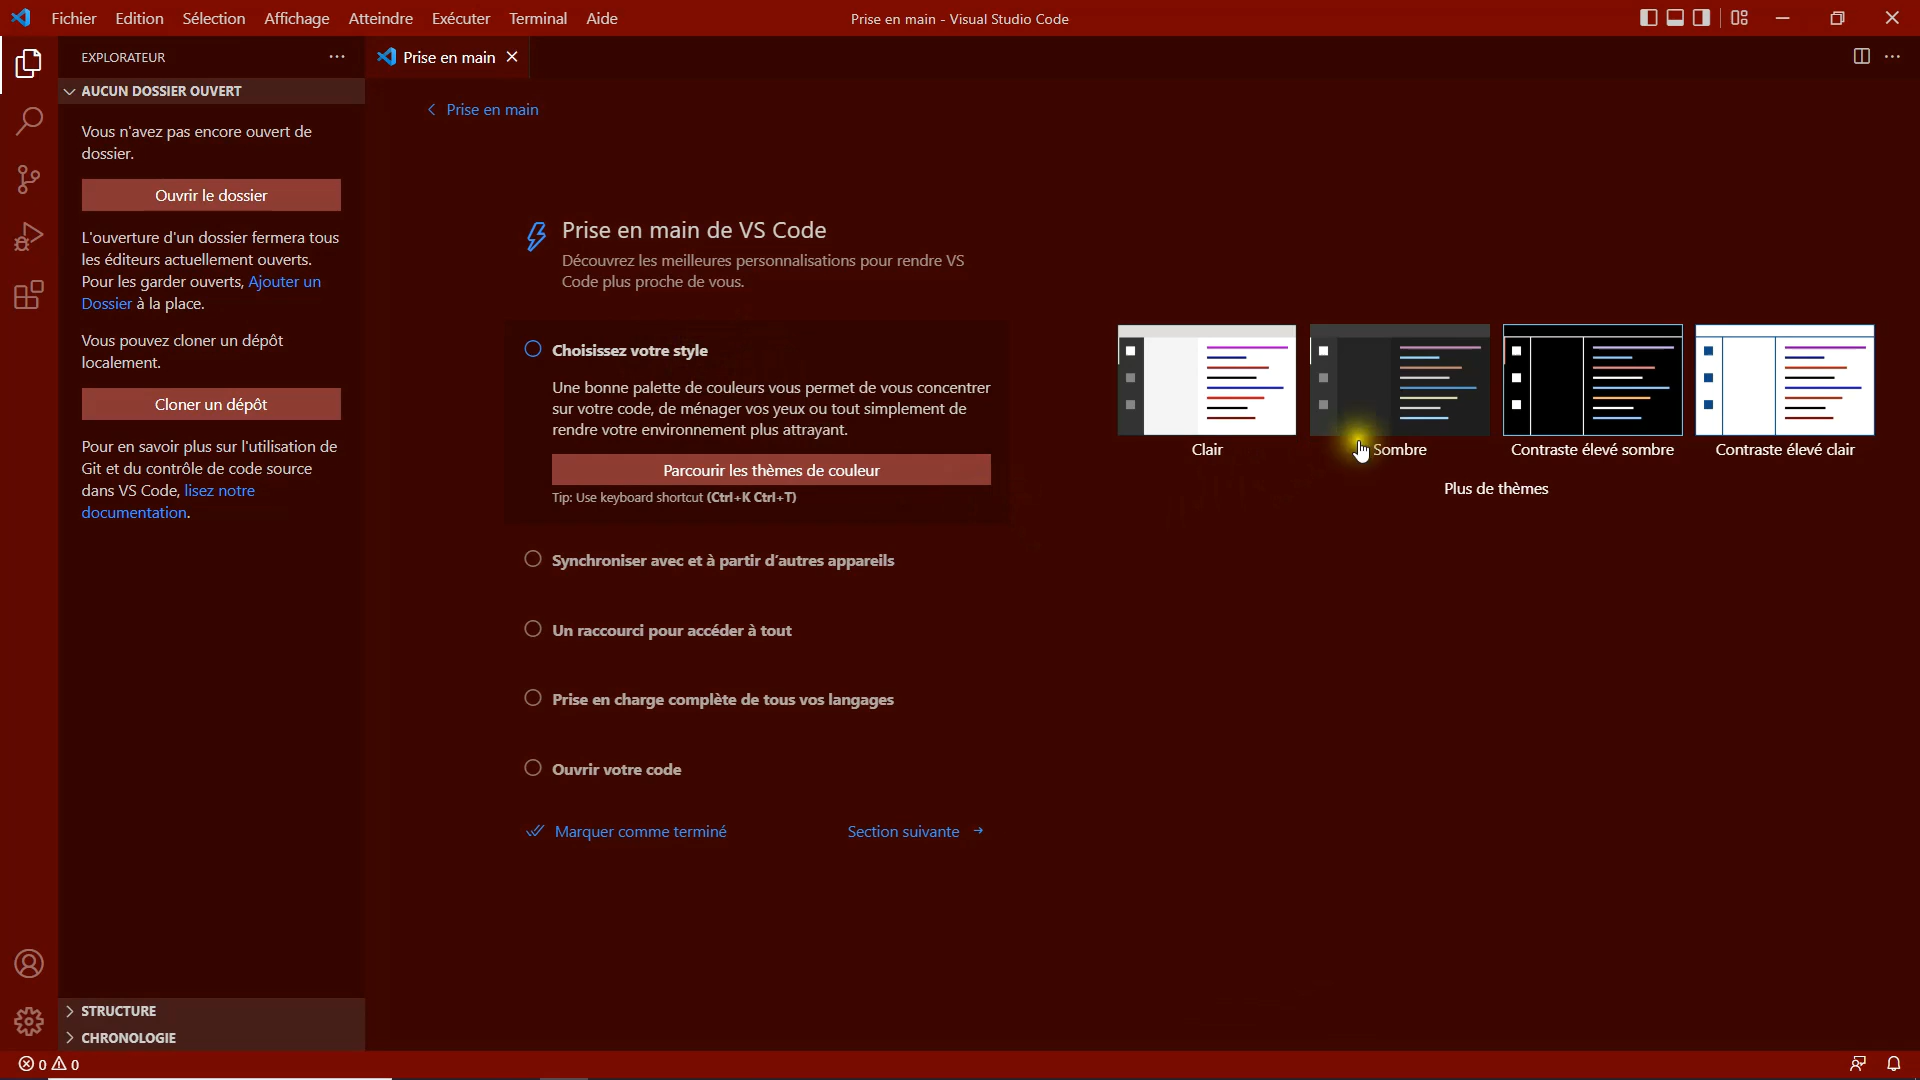 Fichier Edition Sélection Affichage Atteindre Exécuter Terminal Aide
Prise en main - Visual Studio Code
EXPLORATEUR
Prise en main
AUCUN DOSSIER OUVERT
Vous n'avez pas encore ouvert de
dossier.
Ouvrir le dossier
L'ouverture d'un dossier fermera tous
les éditeurs actuellement ouverts.
Pour les garder ouverts, Ajouter un
Dossier à la place.
Vous pouvez cloner un dépôt
localement.
Cloner un dépôt
Pour en savoir plus sur l'utilisation de
Git et du contrôle de code source
dans VS Code, lisez notre
documentation.
STRUCTURE
CHRONOLOGIE
Prise en main
Prise en main de VS Code
Découvrez les meilleures personnalisations pour rendre VS
Code plus proche de vous.
Choisissez votre style
Une bonne palette de couleurs vous permet de vous concentrer
sur votre code, de ménager vos yeux ou tout simplement de
rendre votre environnement plus attrayant.
Parcourir les thèmes de couleur
Tip: Use keyboard shortcut (Ctrl+K Ctrl+T)
Synchroniser avec et à partir d'autres appareils
Un raccourci pour accéder à tout
Prise en charge complète de tous vos langages
Ouvrir votre code
Marquer comme terminé
Section suivante
Clair
Sombre
Contraste élevé sombre
Contraste élevé clair
Plus de thèmes
0 0